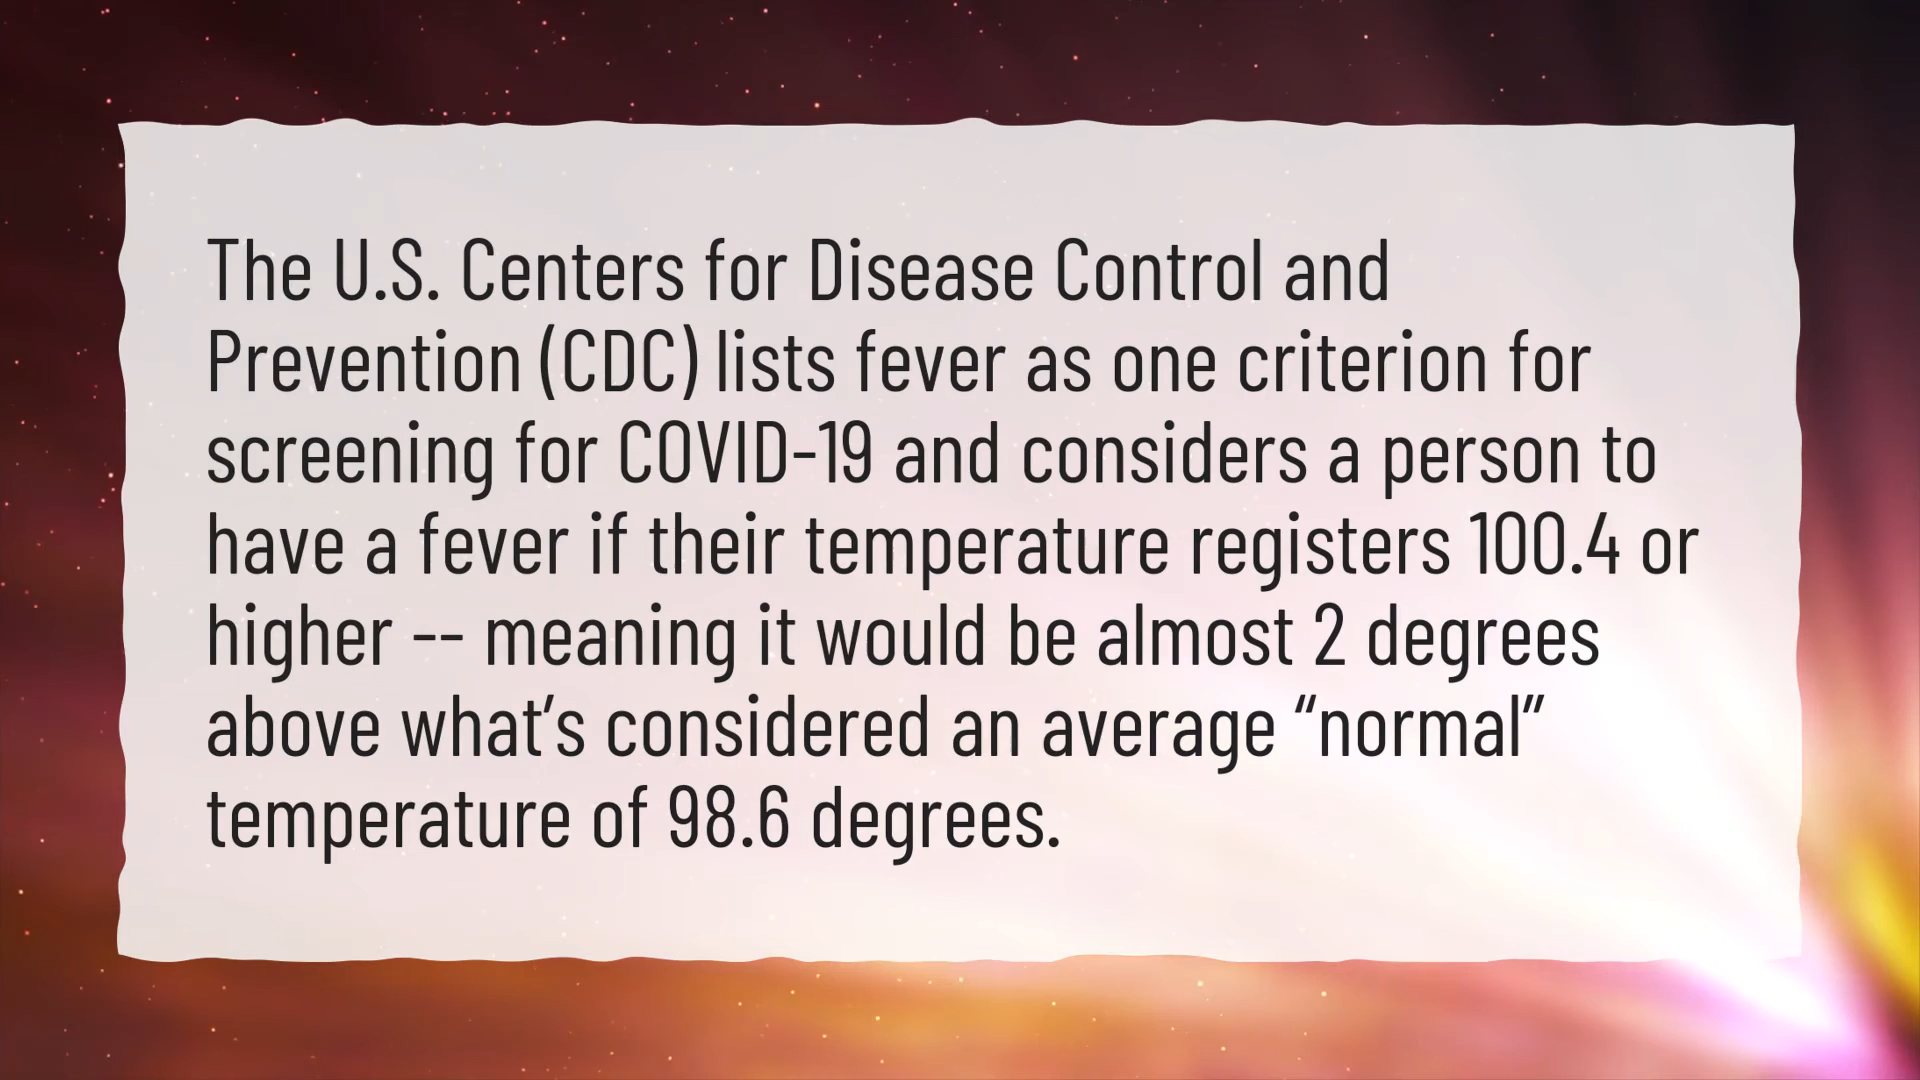 The U.S. Centers for Disease Control and
Prevention (CDC) lists fever as one criterion for
screening for COVID-19 and considers a person to
have a fever if their temperature registers 100.4 or
higher -- meaning it would be almost 2 degrees
above what’s considered an average “normal”
temperature of 98.6 degrees.